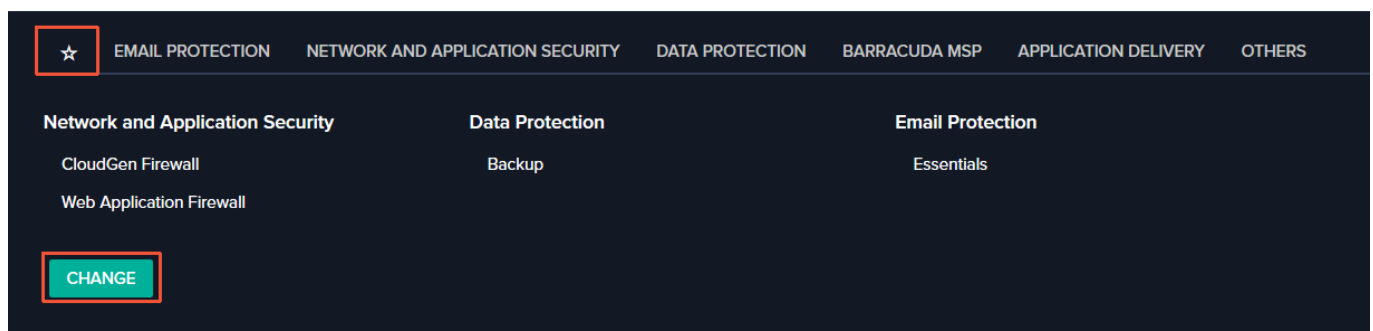 ☆ EMAIL PROTECTION NETWORK AND APPLICATION SECURITY DATA PROTECTION BARRACUDA MSP APPLICATION DELIVERY OTHERS
Network and Application Security Data Protection Email Protection
CloudGen Firewall Backup Essentials
Web Application Firewall
CHANGE